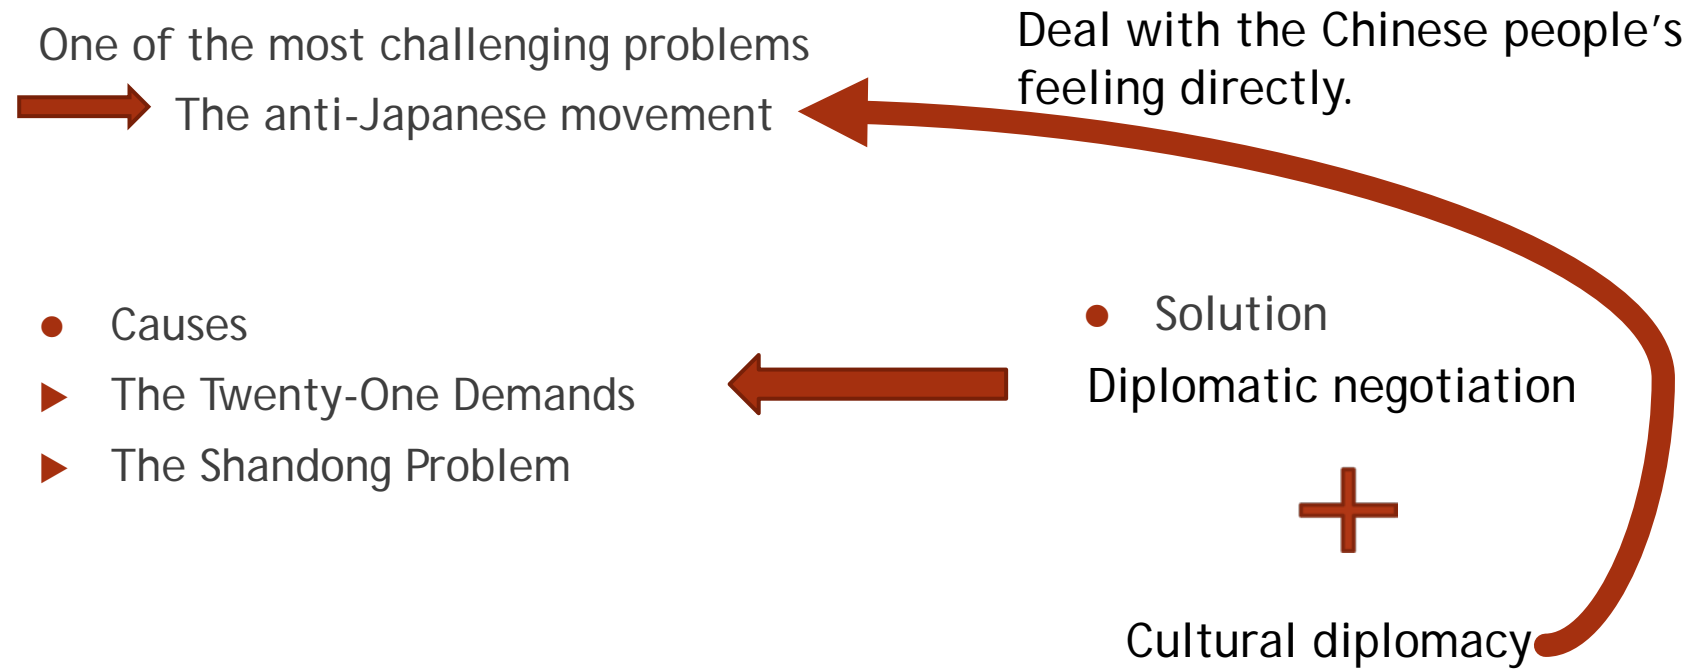 One of the most challenging problems
The anti-Japanese movement
Deal with the Chinese people's
feeling directly.
Causes
The Twenty-One Demands
The Shandong Problem
Solution
Diplomatic negotiation
Cultural diplomacy